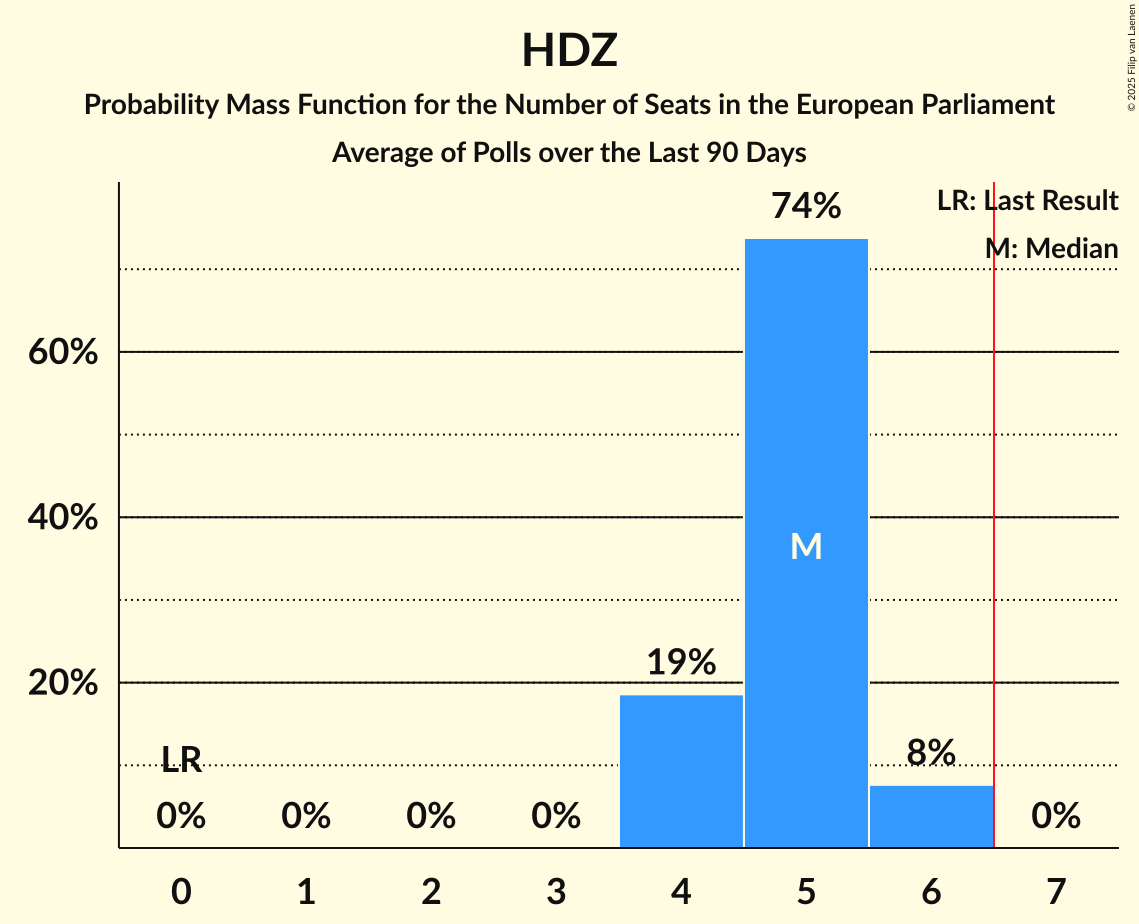 HDZ
Probability Mass Function for the Number of Seats in the European Parliament
Average of Polls over the Last 90 Days
© 2025 Filip van Laenen
LR: Last Result
M: Median
74%
60%
40%
M
19%
20%
LR
8%
0% 0% 0% 0% 0%
0 1 2 3 4 5 6 7